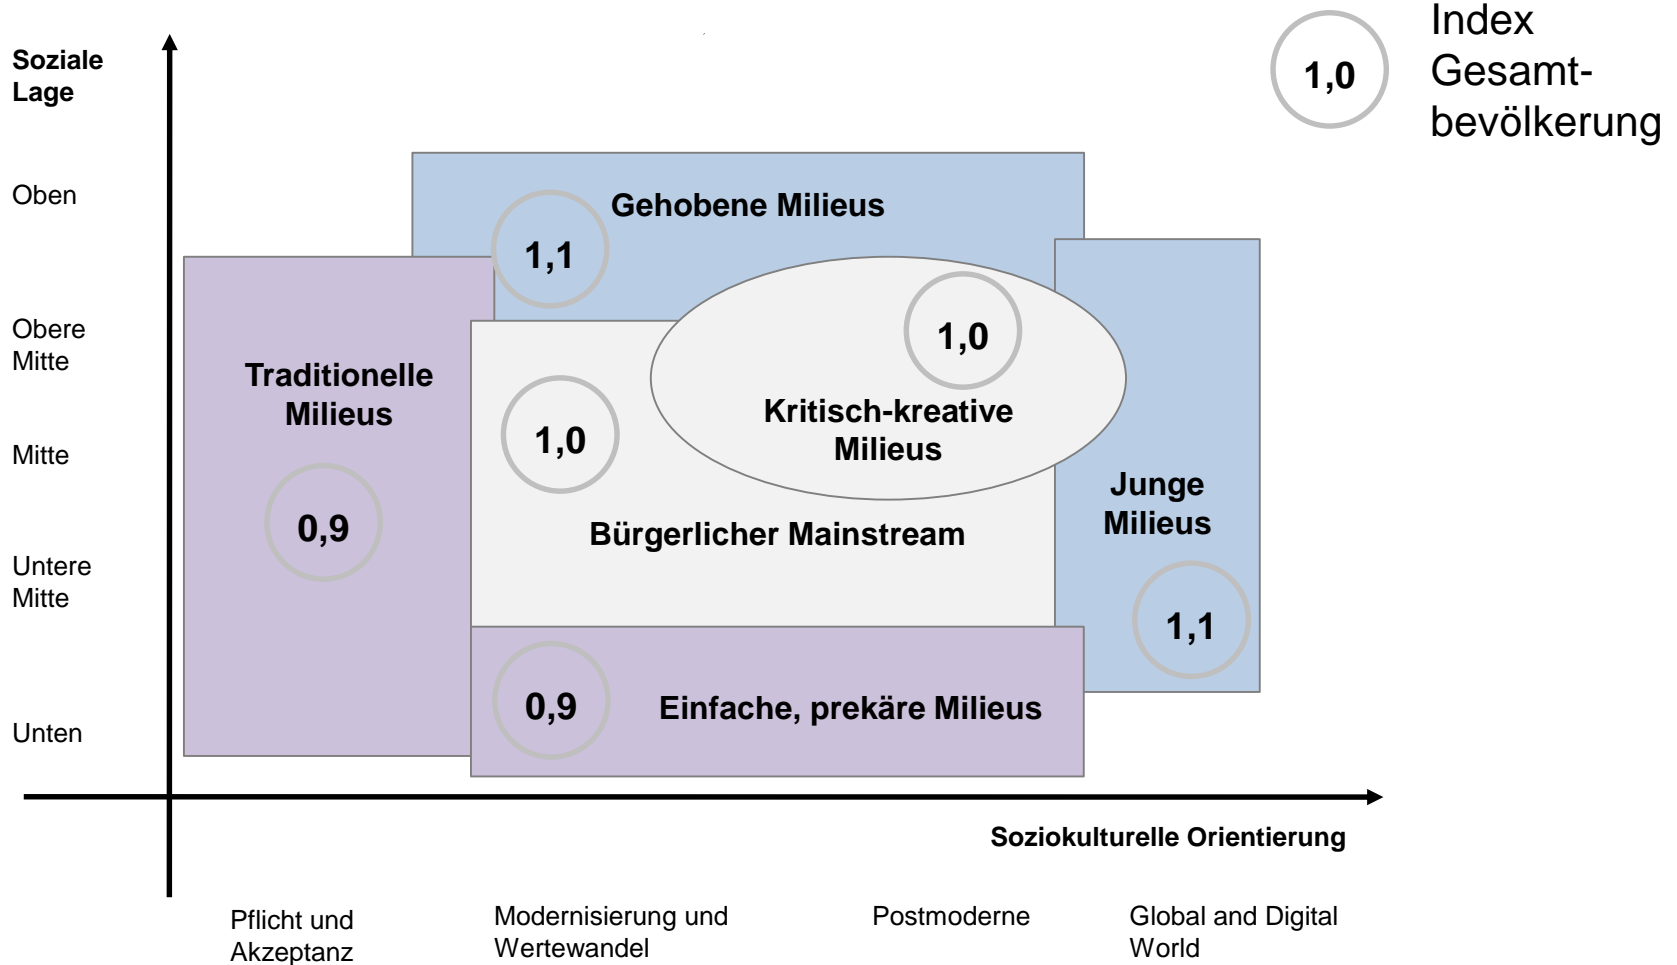 Index
Gesamt-
bevölkerung
1,0
Soziale
Lage
Oben
Obere
Mitte
Mitte
Untere
Mitte
Unten
Gehobene Milieus
1,1
Traditionelle
Milieus
0,9
1,0
Bürgerlicher Mainstream
1,0
Kritisch-kreative
Milieus
Junge
Milieus
1,1
0,9
Einfache, prekäre Milieus
Soziokulturelle Orientierung
Pflicht und
Akzeptanz
Modernisierung und
Wertewandel
Postmoderne
Global and Digital
World